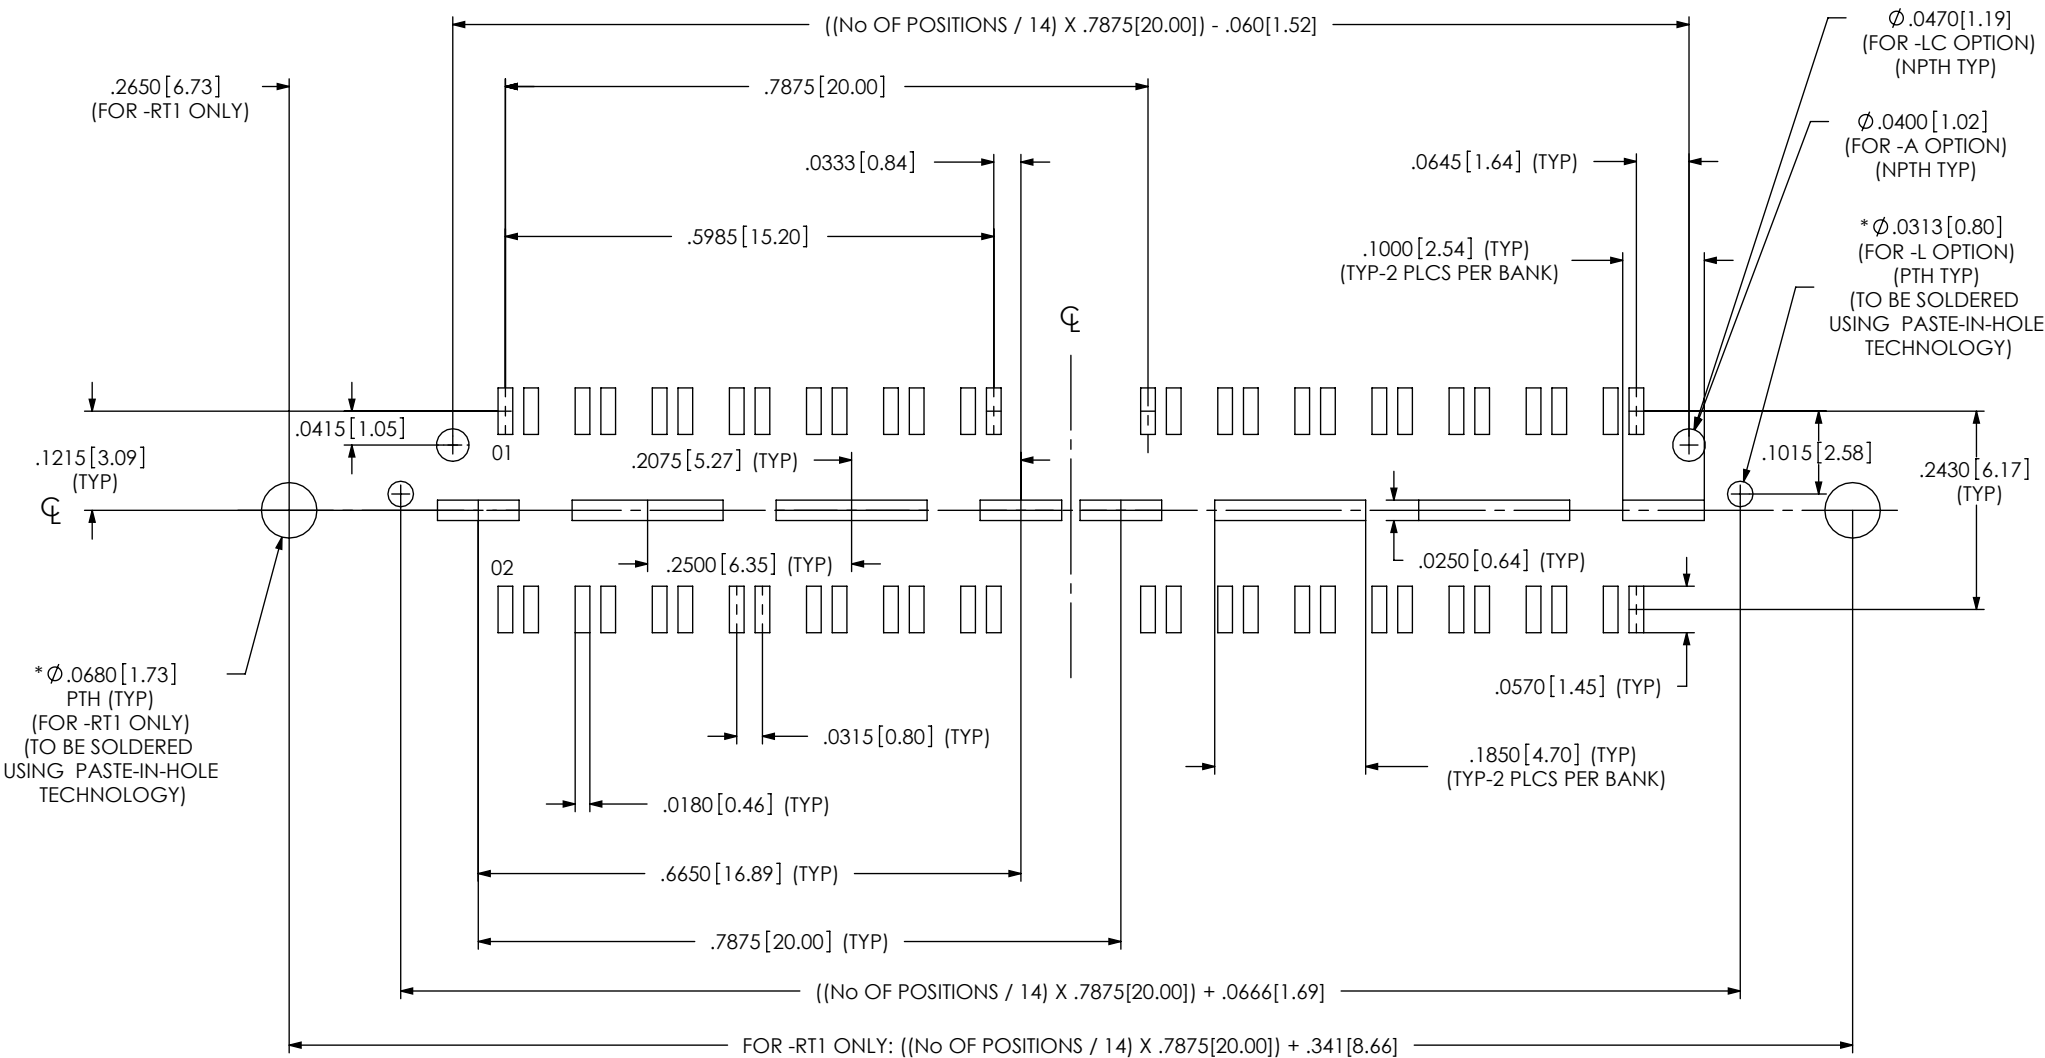 ((No OF POSITIONS / 14) X .7875[20.00]) - .060[1.52]
Ø.0470[1.19]
(FOR -LC OPTION)
(NPTH TYP)
.2650[6.73]
(FOR -RT1 ONLY)
.7875[20.00]
Ø.0400[1.02]
(FOR -A OPTION)
(NPTH TYP)
.0333[0.84]
.0645[1.64] (TYP)
*Ø.0313[0.80]
(FOR -L OPTION)
(PTH TYP)
(TO BE SOLDERED
USING PASTE-IN-HOLE
TECHNOLOGY)
.5985[15.20]
.1000[2.54] (TYP)
(TYP-2 PLCS PER BANK)
℄
.0415[1.05]
01
.1215[3.09]
(TYP)
.2075[5.27] (TYP)
.1015[2.58]
.2430[6.17]
(TYP)
℄
02
.2500[6.35] (TYP)
.0250[0.64] (TYP)
*Ø.0680[1.73]
PTH (TYP)
(FOR -RT1 ONLY)
(TO BE SOLDERED
USING PASTE-IN-HOLE
TECHNOLOGY)
.0570[1.45] (TYP)
.0315[0.80] (TYP)
.1850[4.70] (TYP)
(TYP-2 PLCS PER BANK)
.0180[0.46] (TYP)
.6650[16.89] (TYP)
.7875[20.00] (TYP)
((No OF POSITIONS / 14) X .7875[20.00]) + .0666[1.69]
FOR -RT1 ONLY: ((No OF POSITIONS / 14) X .7875[20.00]) + .341[8.66]